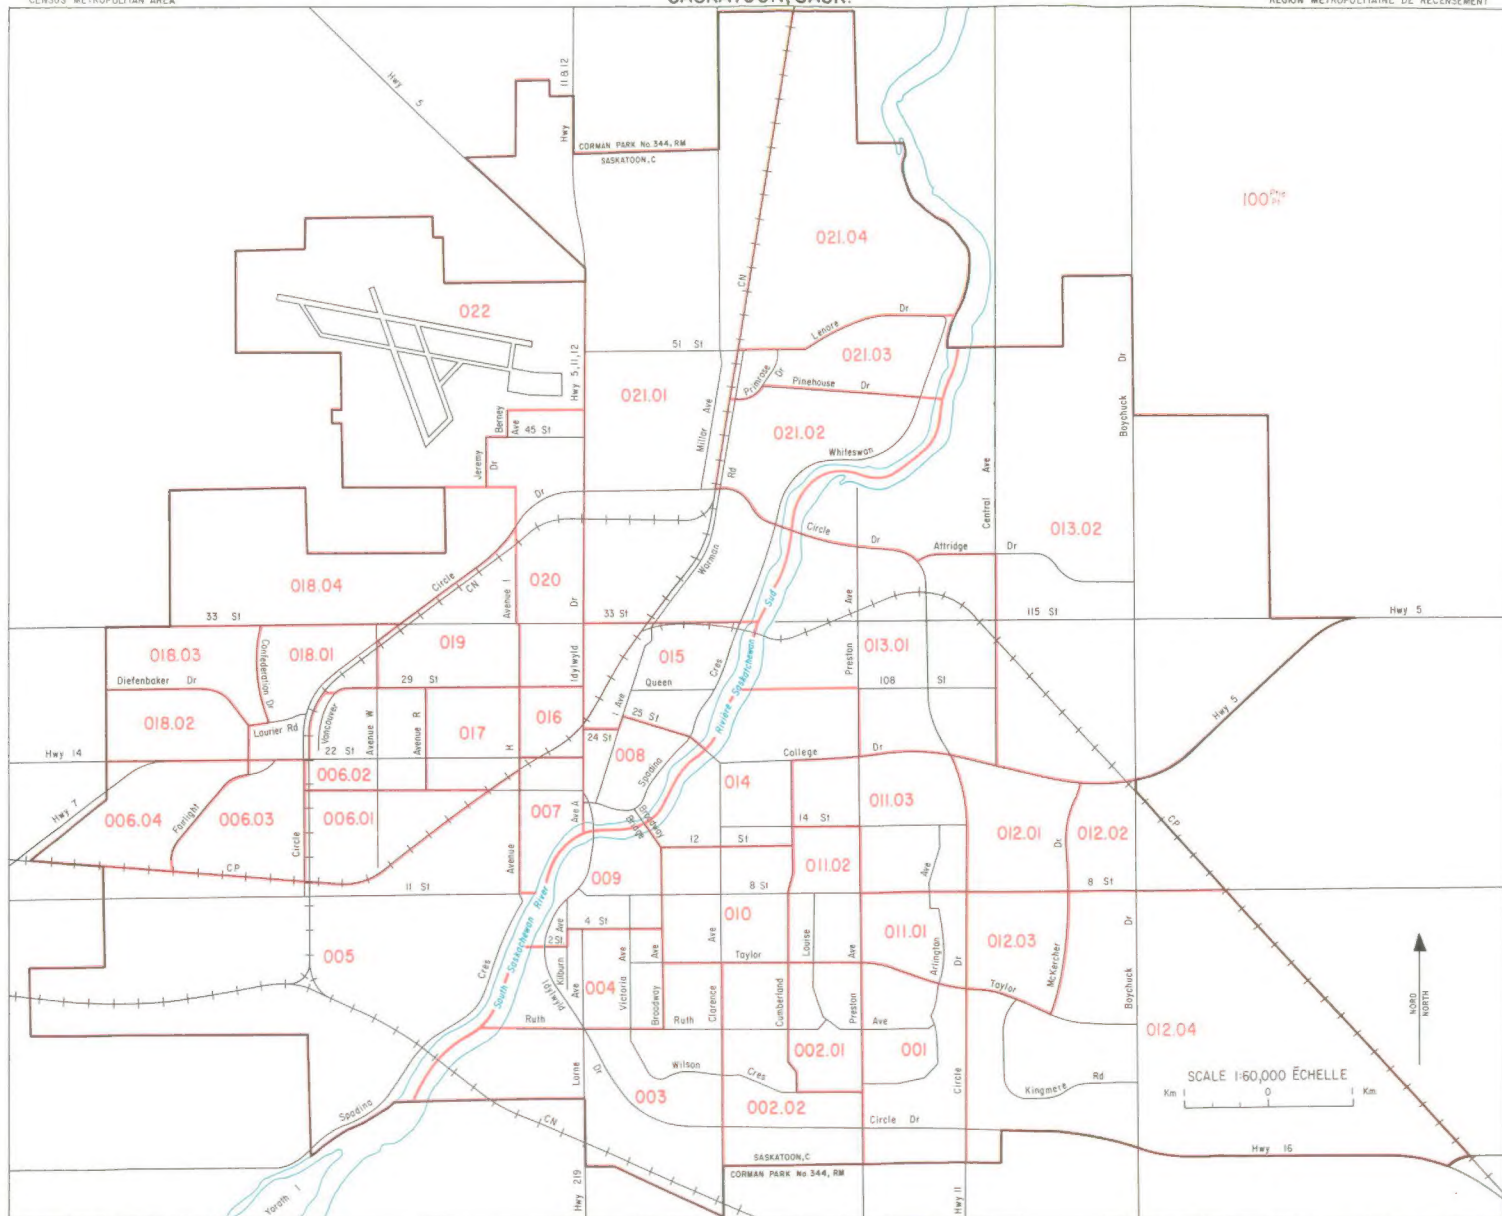 CENSUS METROPOLITAN AREA
SASKATOON, SASK.
RÉGION MÉTROPOLITAINE DE RECENSEMENT
Hwy 5
Hwy 11 & 12
CORMAN PARK No. 344, RM
SASKATOON, C
100
021.04
CN
022
Lenore Dr
51 St
021.03
Hwy 5,11,12
Primrose Dr
Pinehouse Dr
Boychuck Dr
021.01
Millar Ave
Berney Ave
45 St
021.02
Jeremy Dr
Whiteswan
Rd
Central Ave
Dr
Circle Dr
013.02
Attridge Dr
Warman
018.04
Circle
CN
020
Avenue I
Sud
Ave
33 St
Dr
33 St
115 St
Hwy 5
018.03
Confederation Dr
018.01
019
015
Preston
013.01
Diefenbaker Dr
29 St
Idylwyld
Queen
Cres
Rivière Saskatchewan
108 St
018.02
Laurier Rd
Vancouver
Avenue W
Avenue R
017
016
1 Ave
25 St
Hwy 5
Hwy 14
22 St
H
24 St
008
Spadina
College Dr
006.02
014
Hwy 7
006.04
Fairlight
006.03
Circle
006.01
007
Ave A
Broadway Bridge
011.03
14 St
012.01
Dr
012.02
CP
12 St
CP
Avenue
009
011.02
Ave
11 St
8 St
8 St
005
River
Ave
4 St
010
011.01
Dr
2 St
Ave
Ave
Ave
Louise
Ave
Arlington
012.03
Cres
South Saskatchewan
Kilburn
Taylor
McKercher
Idylwyld
Ave
004
Victoria
Broadway
Clarence
Cumberland
Preston
Dr
Taylor
Boychuck
NORD
NORTH
Ruth
Ruth
Ave
012.04
002.01
001
Lorne
Dr
Wilson Cres
Circle
Kingmere Rd
SCALE 1:60,000 ÉCHELLE
Km 1 0 1 Km
003
002.02
Spadina
CN
Circle Dr
Hwy 16
SASKATOON, C
CORMAN PARK No. 344, RM
Yorath I
Hwy 219
Hwy 11